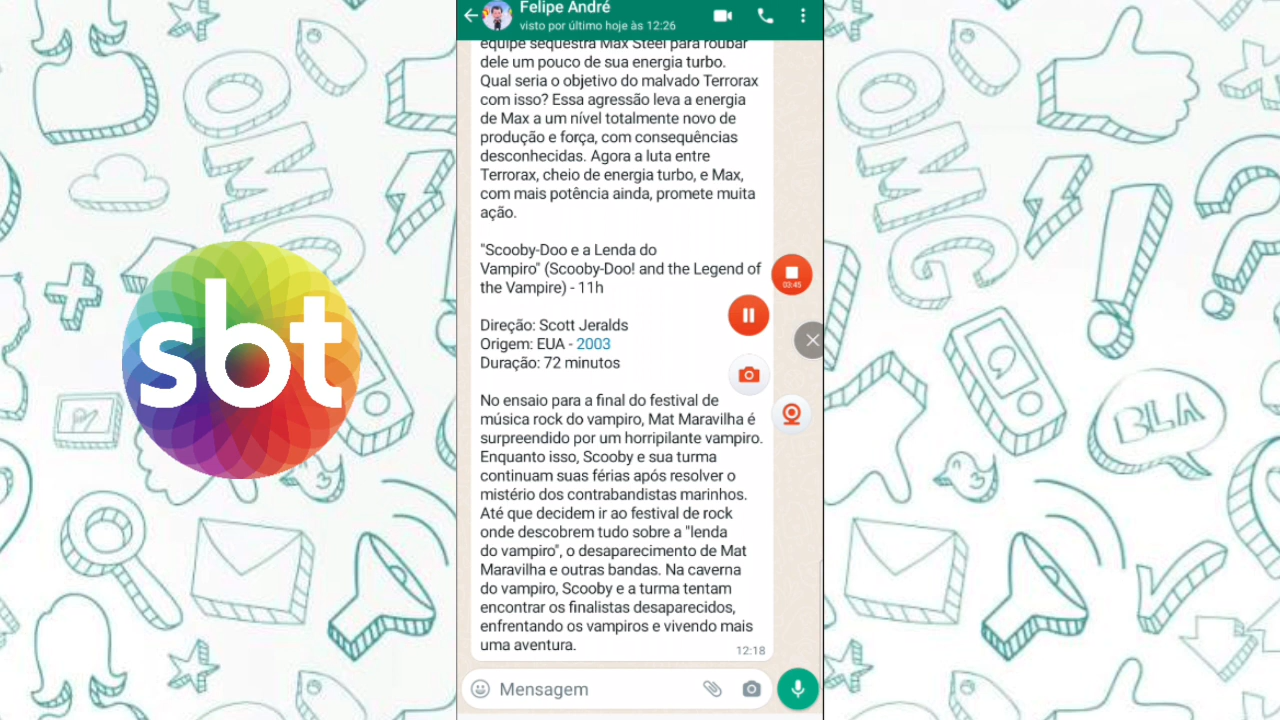 OMG
OMG
BLA
sbt
Felipe André
visto por último hoje às 12:26
equipe sequestra Max Steel para roubar
dele um pouco de sua energia turbo.
Qual seria o objetivo do malvado Terrorax
com isso? Essa agressão leva a energia
de Max a um nível totalmente novo de
produção e força, com consequências
desconhecidas. Agora a luta entre
Terrorax, cheio de energia turbo, e Max,
com mais potência ainda, promete muita
ação.
"Scooby-Doo e a Lenda do
Vampiro" (Scooby-Doo! and the Legend of
the Vampire) - 11h
03:45
Direção: Scott Jeralds
Origem: EUA - 2003
Duração: 72 minutos
No ensaio para a final do festival de
música rock do vampiro, Mat Maravilha é
surpreendido por um horripilante vampiro.
Enquanto isso, Scooby e sua turma
continuam suas férias após resolver o
mistério dos contrabandistas marinhos.
Até que decidem ir ao festival de rock
onde descobrem tudo sobre a "lenda
do vampiro", o desaparecimento de Mat
Maravilha e outras bandas. Na caverna
do vampiro, Scooby e a turma tentam
encontrar os finalistas desaparecidos,
enfrentando os vampiros e vivendo mais
uma aventura.
12:18
Mensagem